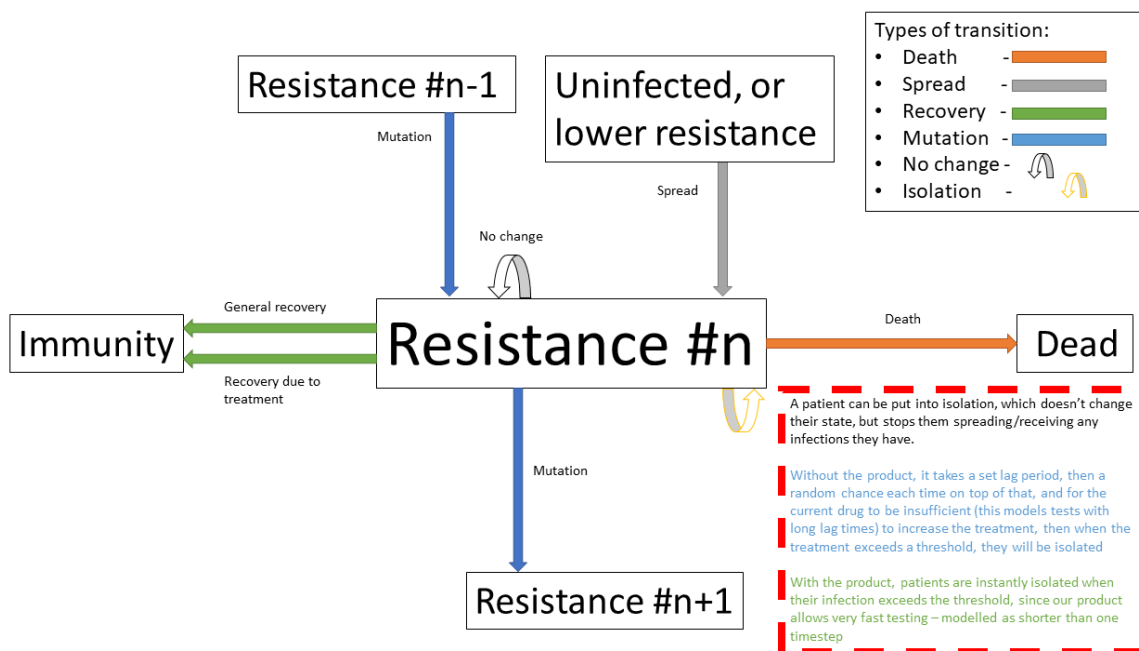 Types of transition:
• Death -
• Spread -
• Recovery -
• Mutation -
• No change -
• Isolation -
Resistance #n-1
Uninfected, or
lower resistance
Mutation
Spread
No change
General recovery
Immunity
Resistance #n
Death
Dead
Recovery due to
treatment
Mutation
A patient can be put into isolation, which doesn't change
their state, but stops them spreading/receiving any
infections they have.
Without the product, it takes a set lag period, then a
random chance each time on top of that, and for the
current drug to be insufficient (this models tests with
long lag times) to increase the treatment, then when the
treatment exceeds a threshold, they will be isolated
With the product, patients are instantly isolated when
their infection exceeds the threshold, since our product
allows very fast testing – modelled as shorter than one
timestep
Resistance #n+1